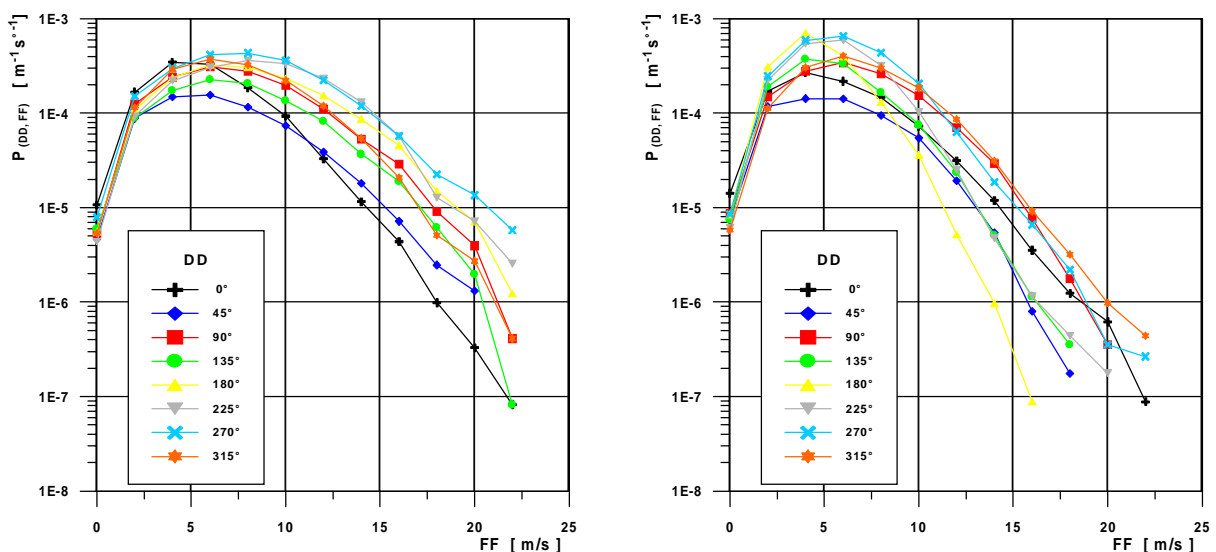 P (DD, FF) [ m-1 s°-1 ]
1E-3
1E-4
1E-5
1E-6
1E-7
1E-8
DD
0°
45°
90°
135°
180°
225°
270°
315°
0 5 10 15 20 25
FF [ m/s ]
P (DD, FF) [ m-1 s°-1 ]
1E-3
1E-4
1E-5
1E-6
1E-7
1E-8
DD
0°
45°
90°
135°
180°
225°
270°
315°
0 5 10 15 20 25
FF [ m/s ]